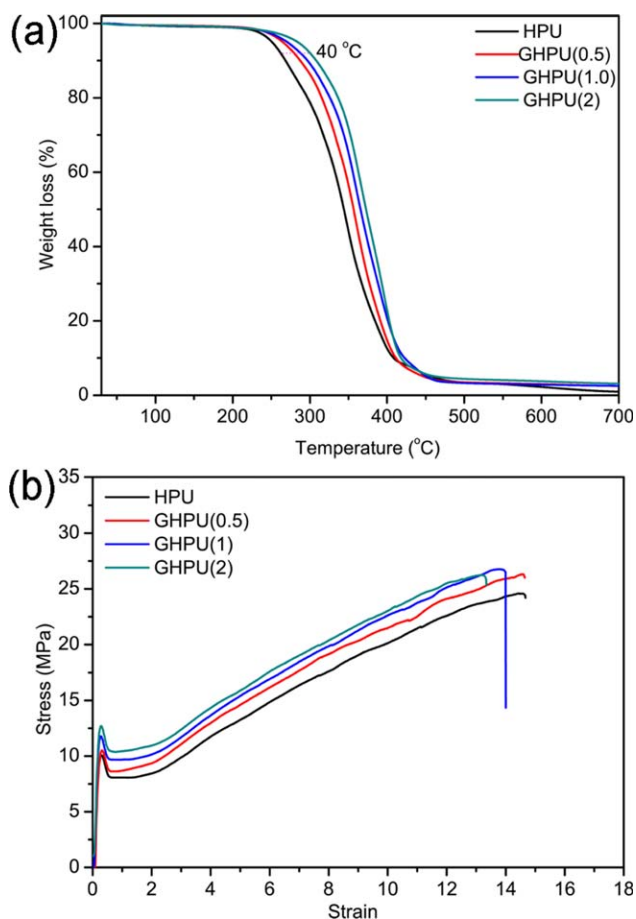 (a)
40 °C
HPU
GHPU(0.5)
GHPU(1.0)
GHPU(2)
Weight loss (%)
100
80
60
40
20
0
100 200 300 400 500 600 700
Temperature (°C)
(b)
HPU
GHPU(0.5)
GHPU(1)
GHPU(2)
Stress (MPa)
35
30
25
20
15
10
5
0
0 2 4 6 8 10 12 14 16 18
Strain